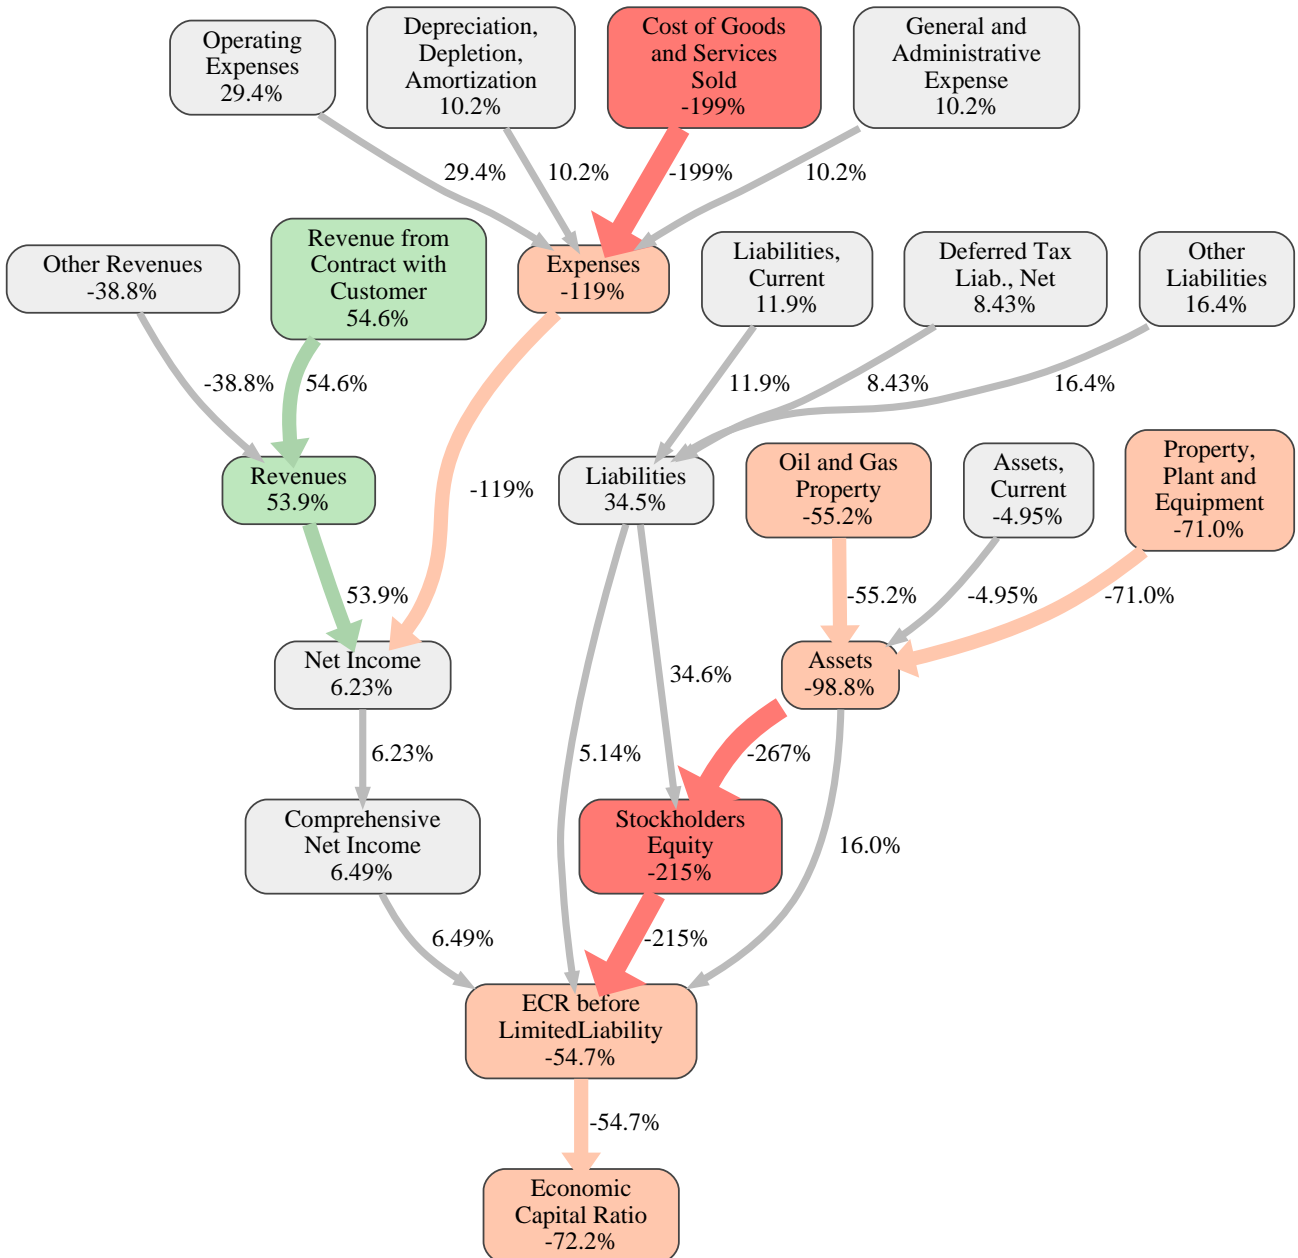 Operating
Expenses
29.4%
Depreciation,
Depletion,
Amortization
10.2%
Cost of Goods
and Services
Sold
-199%
General and
Administrative
Expense
10.2%
29.4%
10.2%
-199%
10.2%
Other Revenues
-38.8%
Revenue from
Contract with
Customer
54.6%
Expenses
-119%
Liabilities,
Current
11.9%
Deferred Tax
Liab., Net
8.43%
Other
Liabilities
16.4%
-38.8%
54.6%
11.9%
8.43%
16.4%
Revenues
53.9%
-119%
Liabilities
34.5%
Oil and Gas
Property
-55.2%
Assets,
Current
-4.95%
Property,
Plant and
Equipment
-71.0%
53.9%
-55.2%
-4.95%
-71.0%
Net Income
6.23%
34.6%
Assets
-98.8%
6.23%
5.14%
-267%
Comprehensive
Net Income
6.49%
Stockholders
Equity
-215%
16.0%
6.49%
-215%
ECR before
LimitedLiability
-54.7%
-54.7%
Economic
Capital Ratio
-72.2%